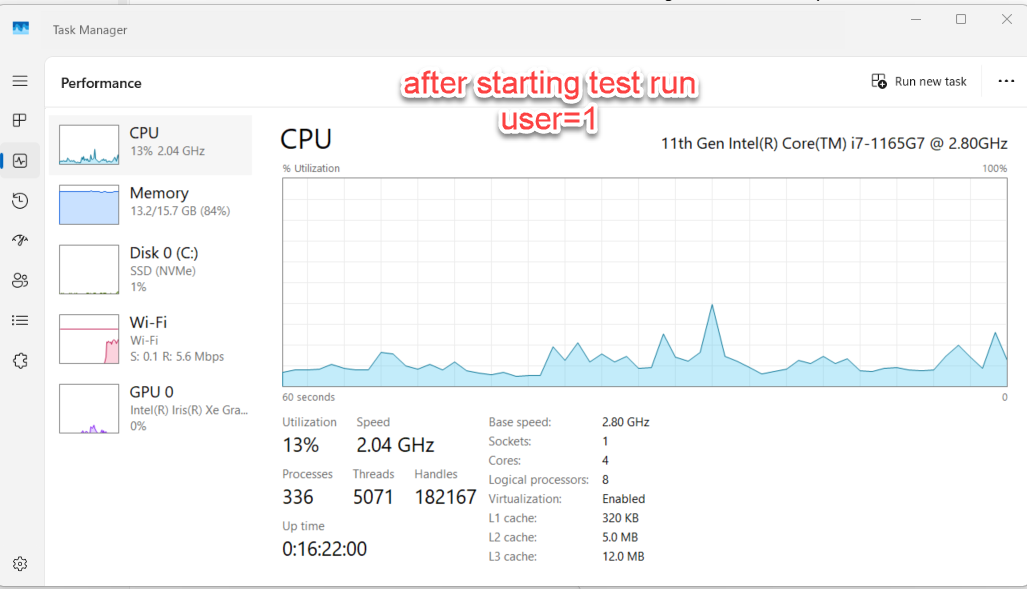 Task Manager
Performance
after starting test run
user=1
Run new task
CPU
13% 2.04 GHz
Memory
13.2/15.7 GB (84%)
Disk 0 (C:)
SSD (NVMe)
1%
Wi-Fi
Wi-Fi
S: 0.1 R: 5.6 Mbps
GPU 0
Intel(R) Iris(R) Xe Gra...
0%
CPU
11th Gen Intel(R) Core(TM) i7-1165G7 @ 2.80GHz
% Utilization
100%
60 seconds
0
Utilization
Speed
13%
2.04 GHz
Processes
Threads
Handles
336
5071
182167
Up time
0:16:22:00
Base speed: 2.80 GHz
Sockets: 1
Cores: 4
Logical processors: 8
Virtualization: Enabled
L1 cache: 320 KB
L2 cache: 5.0 MB
L3 cache: 12.0 MB